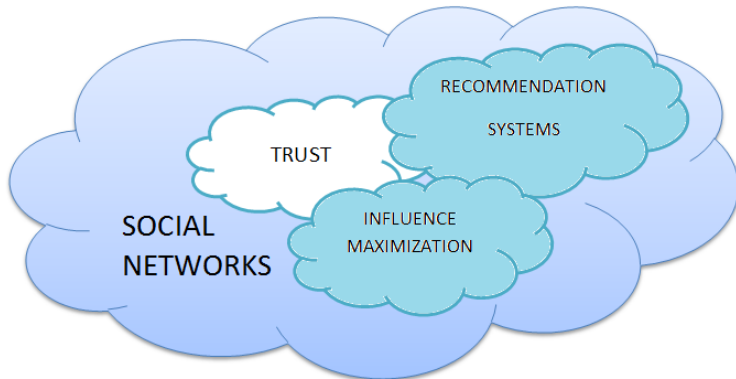 RECOMMENDATION
SYSTEMS
TRUST
INFLUENCE
MAXIMIZATION
SOCIAL
NETWORKS